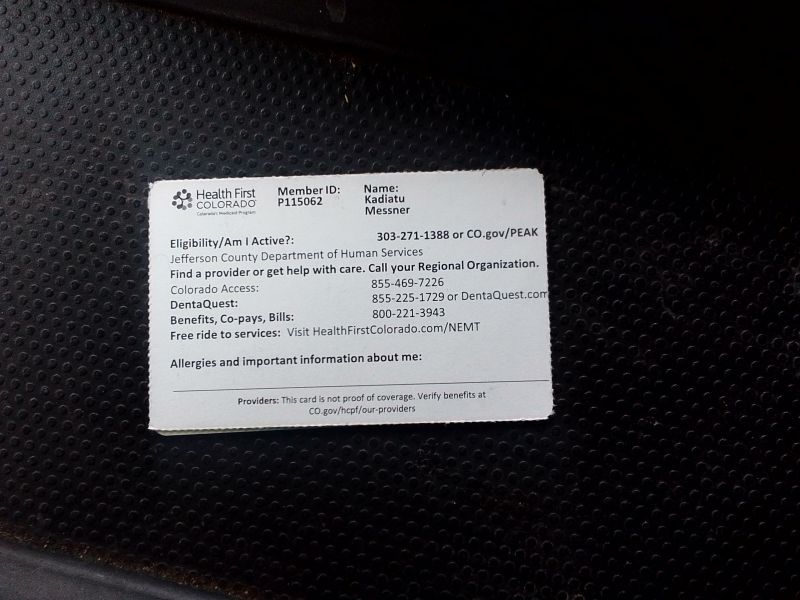 Health First
COLORADO
Colorado's Medicaid Program
Member ID:
P115062
Name:
Kadiatu
Messner
Eligibility/Am I Active?: 303-271-1388 or CO.gov/PEAK
Jefferson County Department of Human Services
Find a provider or get help with care. Call your Regional Organization.
Colorado Access: 855-469-7226
DentaQuest: 855-225-1729 or DentaQuest.com
Benefits, Co-pays, Bills: 800-221-3943
Free ride to services: Visit HealthFirstColorado.com/NEMT
Allergies and important information about me:
Providers: This card is not proof of coverage. Verify benefits at
CO.gov/hcpf/our-providers